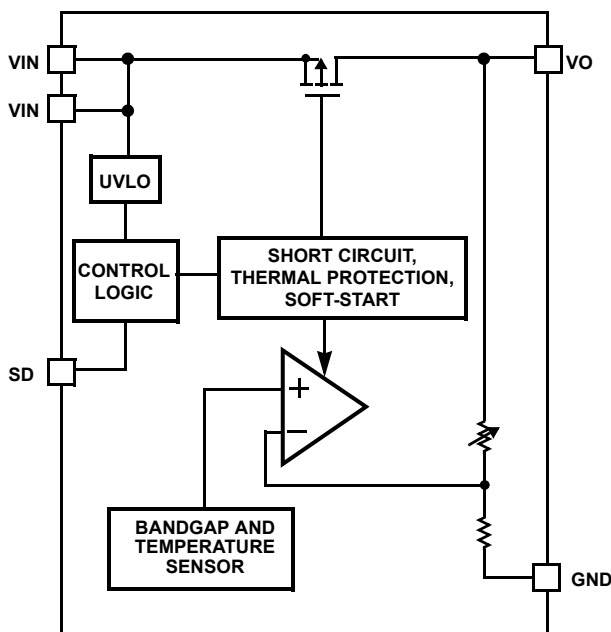 VIN
VO
VIN
UVLO
CONTROL
LOGIC
SHORT CIRCUIT,
THERMAL PROTECTION,
SOFT-START
SD
+
−
BANDGAP AND
TEMPERATURE
SENSOR
GND